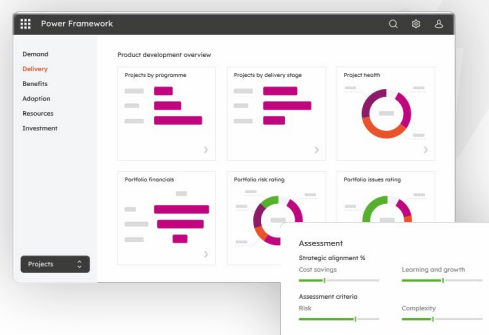 Power Framework
Product development overview
Demand
Delivery
Benefits
Adoption
Resources
Investment
Projects by programme
Projects by delivery stage
Project health
Portfolio financials
Portfolio risk rating
Portfolio issues rating
Projects
Assessment
Strategic alignment %
Cost savings
Learning and growth
Assessment criteria
Risk
Complexity